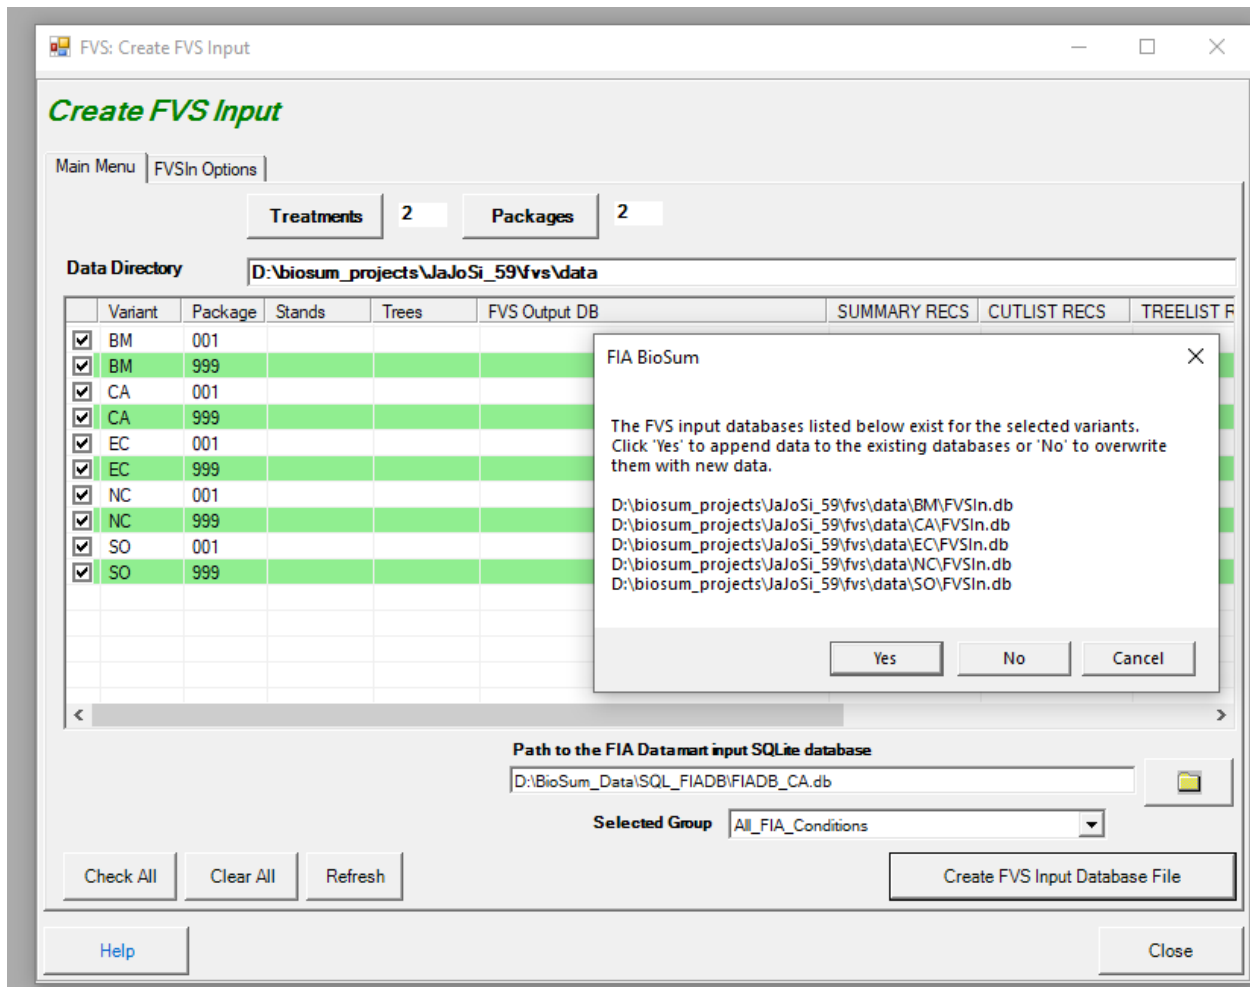 FVS: Create FVS Input
Create FVS Input
Main Menu FVSIn Options
Treatments 2 Packages 2
Data Directory D:\biosum_projects\JaJoSi_59\fvs\data
Variant Package Stands Trees FVS Output DB SUMMARY RECS CUTLIST RECS TREELIST R
BM 001
BM 999
CA 001
CA 999
EC 001
EC 999
NC 001
NC 999
SO 001
SO 999
FIA BioSum
The FVS input databases listed below exist for the selected variants.
Click 'Yes' to append data to the existing databases or 'No' to overwrite
them with new data.
D:\biosum_projects\JaJoSi_59\fvs\data\BM\FVSIn.db
D:\biosum_projects\JaJoSi_59\fvs\data\CA\FVSIn.db
D:\biosum_projects\JaJoSi_59\fvs\data\EC\FVSIn.db
D:\biosum_projects\JaJoSi_59\fvs\data\NC\FVSIn.db
D:\biosum_projects\JaJoSi_59\fvs\data\SO\FVSIn.db
Yes No Cancel
Path to the FIA Datamart input SQLite database
D:\BioSum_Data\SQL_FIADB\FIADB_CA.db
Selected Group All_FIA_Conditions
Check All Clear All Refresh Create FVS Input Database File
Help Close